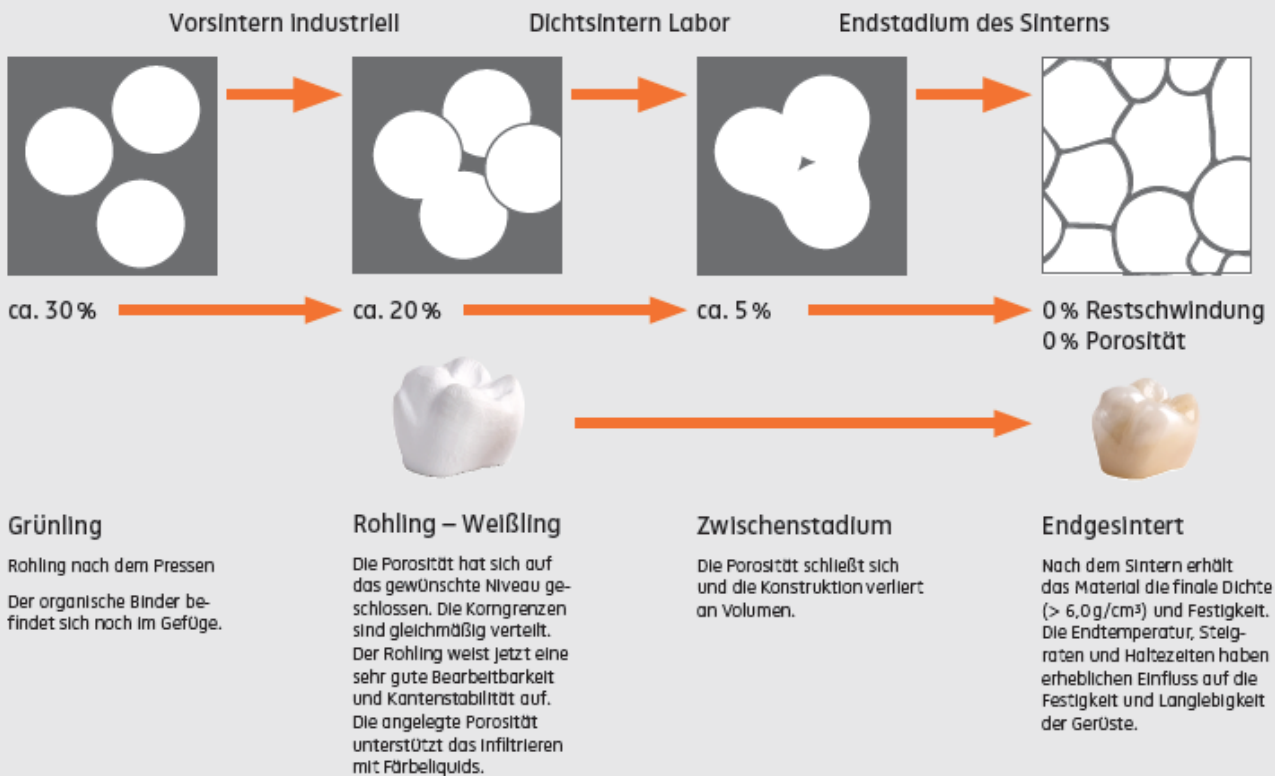 Vorsintern industriell
Dichtsintern Labor
Endstadium des Sinterns
ca. 30 %
ca. 20 %
ca. 5 %
0 % Restschwindung
0 % Porosität
Grünling
Rohling nach dem Pressen
Der organische Binder be-
findet sich noch im Gefüge.
Rohling – Weißling
Die Porosität hat sich auf
das gewünschte Niveau ge-
schlossen. Die Korngrenzen
sind gleichmäßig verteilt.
Der Rohling weist jetzt eine
sehr gute Bearbeitbarkeit
und Kantenstabilität auf.
Die angelegte Porosität
unterstützt das Infiltrieren
mit Färbeliquids.
Zwischenstadium
Die Porosität schließt sich
und die Konstruktion verliert
an Volumen.
Endgesintert
Nach dem Sintern erhält
das Material die finale Dichte
(> 6,0 g/cm³) und Festigkeit.
Die Endtemperatur, Steig-
raten und Haltezeiten haben
erheblichen Einfluss auf die
Festigkeit und Langlebigkeit
der Gerüste.